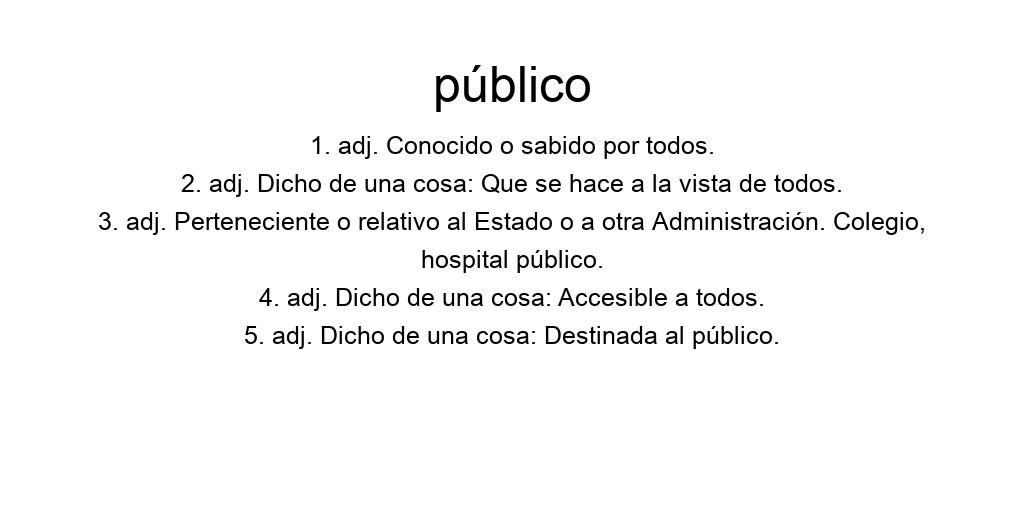 público
1. adj. Conocido o sabido por todos.
2. adj. Dicho de una cosa: Que se hace a la vista de todos.
3. adj. Perteneciente o relativo al Estado o a otra Administración. Colegio,
hospital público.
4. adj. Dicho de una cosa: Accesible a todos.
5. adj. Dicho de una cosa: Destinada al público.